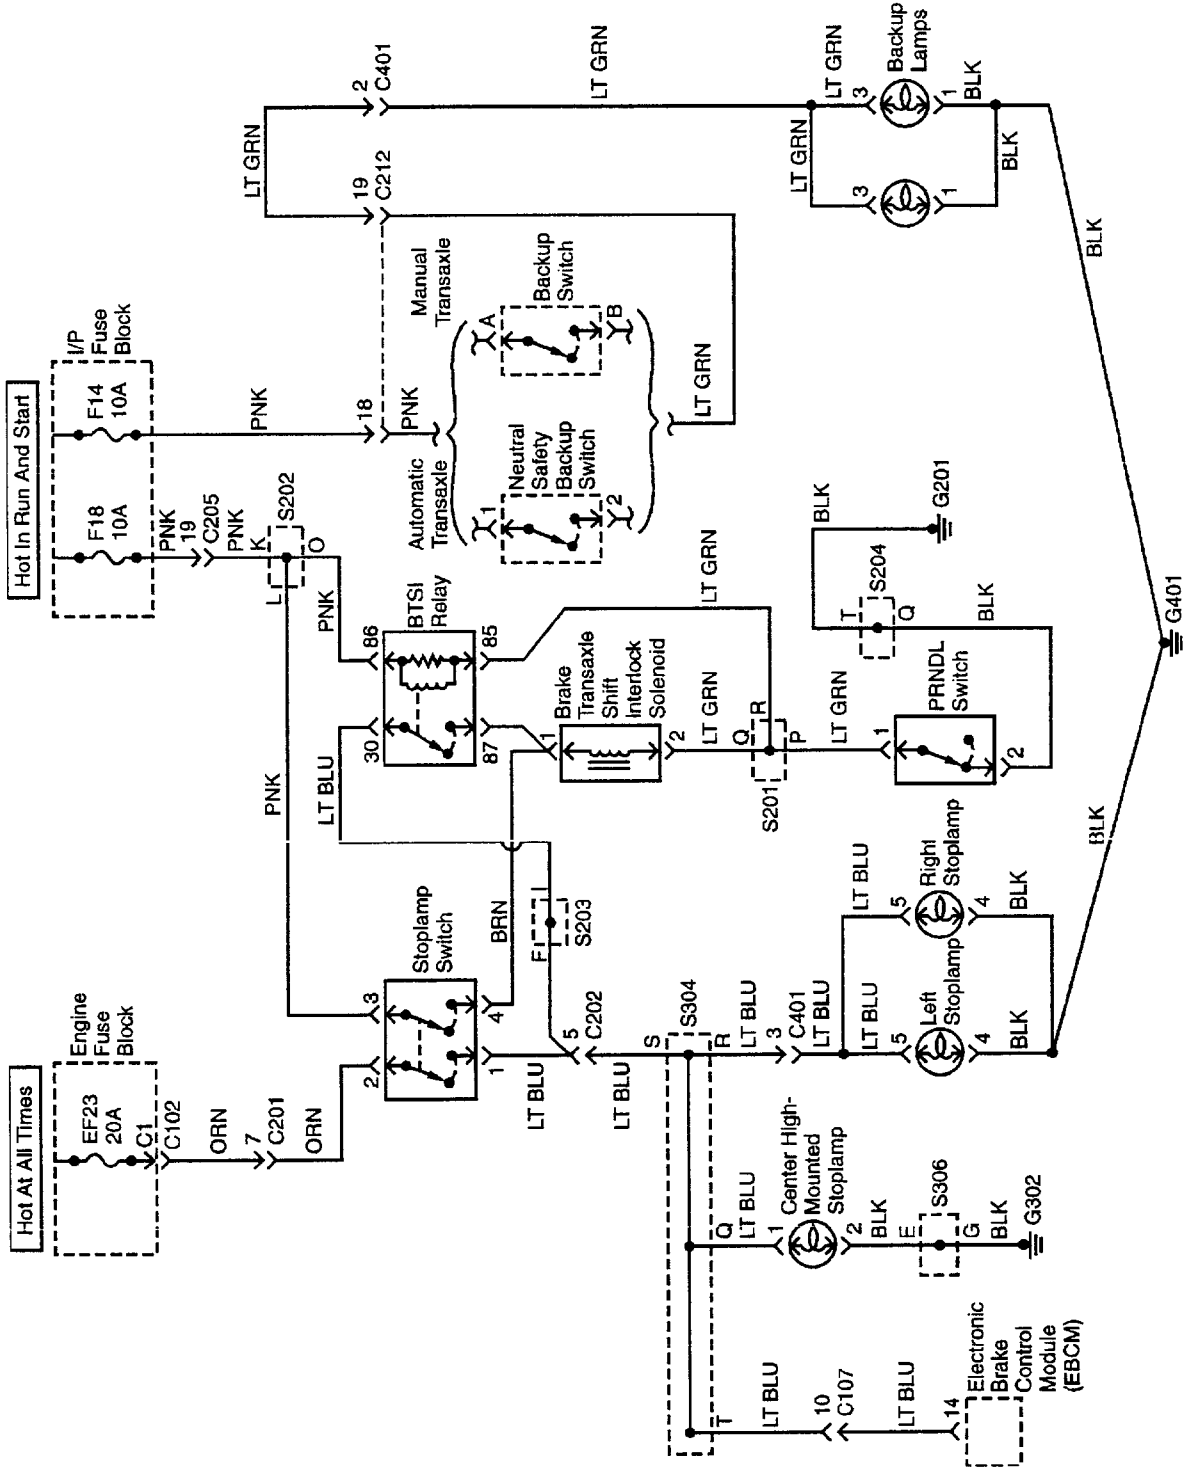 Hot At All Times
Hot In Run And Start
Engine
Fuse
Block
EF23
20A
C1
C102
ORN
7
C201
ORN
I/P
Fuse
Block
F18
10A
F14
10A
PNK
19
C205
PNK
K
S202
L
O
PNK
PNK
PNK
18
PNK
LT GRN
19
C212
2
C401
LT GRN
Stoplamp
Switch
2
3
1
4
LT BLU
BRN
LT BLU
30
86
BTSI
Relay
87
85
F
I
S203
5
C202
LT BLU
Brake
Transaxle
Shift
Interlock
Solenoid
1
2
LT GRN
LT GRN
Q
R
S201
P
LT GRN
1
PRNDL
Switch
2
BLK
T
S204
Q
BLK
G201
Automatic
Transaxle
Manual
Transaxle
1
Neutral
Safety
Backup
Switch
2
A
Backup
Switch
B
LT GRN
LT GRN
LT GRN
3
3
Backup
Lamps
1
1
BLK
BLK
BLK
S
S304
T
Q
R
LT BLU
10
C107
LT BLU
14
Electronic
Brake
Control
Module
(EBCM)
LT BLU
1
Center High-
Mounted
Stoplamp
2
BLK
E
S306
G
BLK
G302
LT BLU
3
C401
LT BLU
LT BLU
5
Left
Stoplamp
4
BLK
LT BLU
5
Right
Stoplamp
4
BLK
BLK
G401